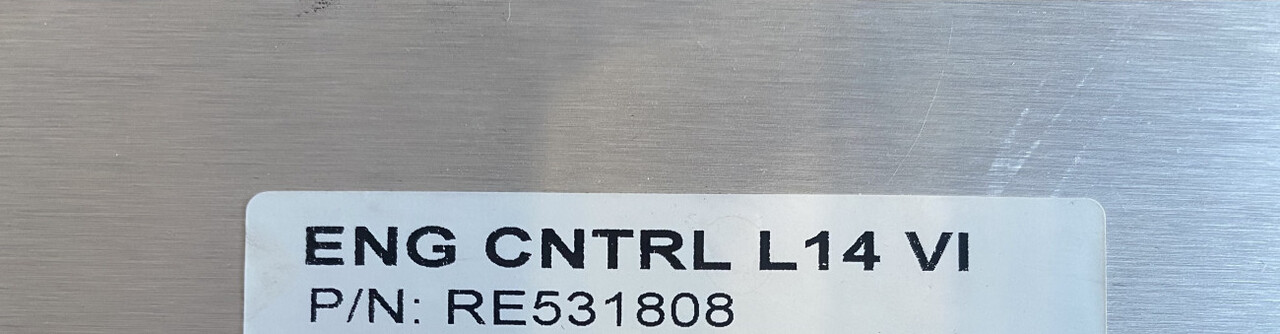 ENG CNTRL L14 VI
P/N: RE531808